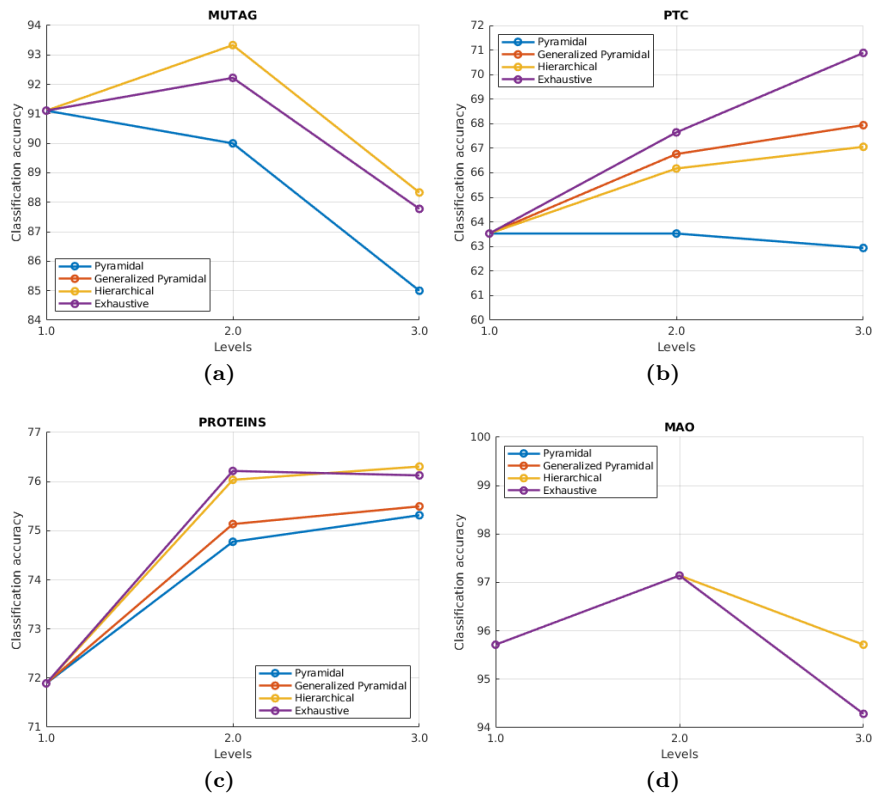 MUTAG
94
93
92
91
90
89
88
87
86
85
84
Classification accuracy
Pyramidal
Generalized Pyramidal
Hierarchical
Exhaustive
1.0 2.0 3.0
Levels
(a)
PTC
72
71
70
69
68
67
66
65
64
63
62
61
60
Classification accuracy
Pyramidal
Generalized Pyramidal
Hierarchical
Exhaustive
1.0 2.0 3.0
Levels
(b)
PROTEINS
77
76
75
74
73
72
71
Classification accuracy
Pyramidal
Generalized Pyramidal
Hierarchical
Exhaustive
1.0 2.0 3.0
Levels
(c)
MAO
100
99
98
97
96
95
94
Classification accuracy
Pyramidal
Generalized Pyramidal
Hierarchical
Exhaustive
1.0 2.0 3.0
Levels
(d)